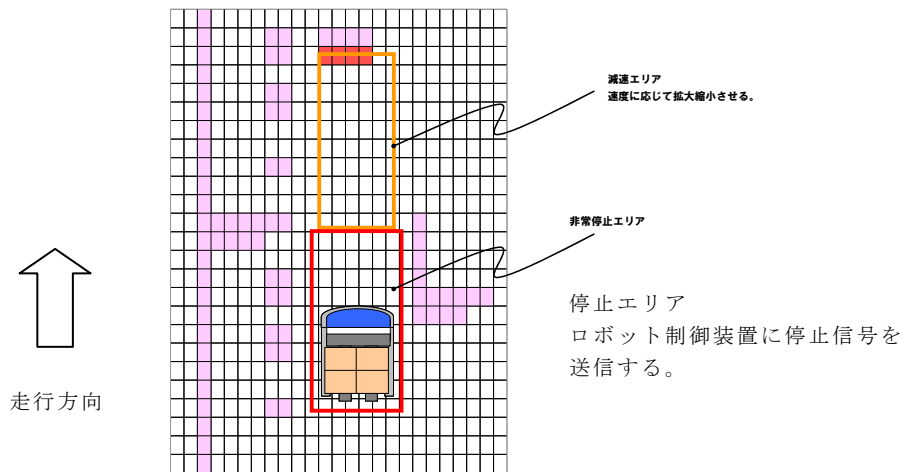 減速エリア
速度に応じて拡大縮小させる。
非常停止エリア
停止エリア
ロボット制御装置に停止信号を
送信する。
走行方向